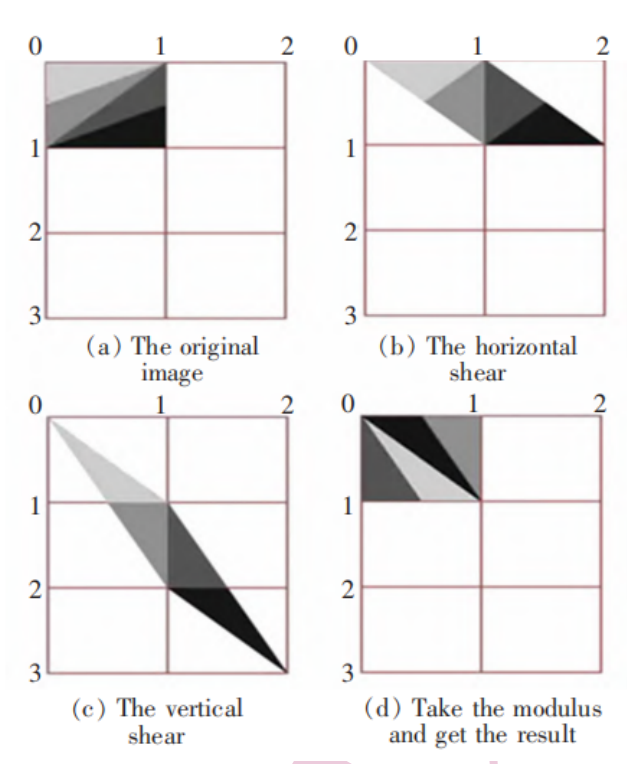 0 1 2
1
2
3
(a) The original
image
0 1 2
1
2
3
(b) The horizontal
shear
0 1 2
1
2
3
(c) The vertical
shear
0 1 2
1
2
3
(d) Take the modulus
and get the result